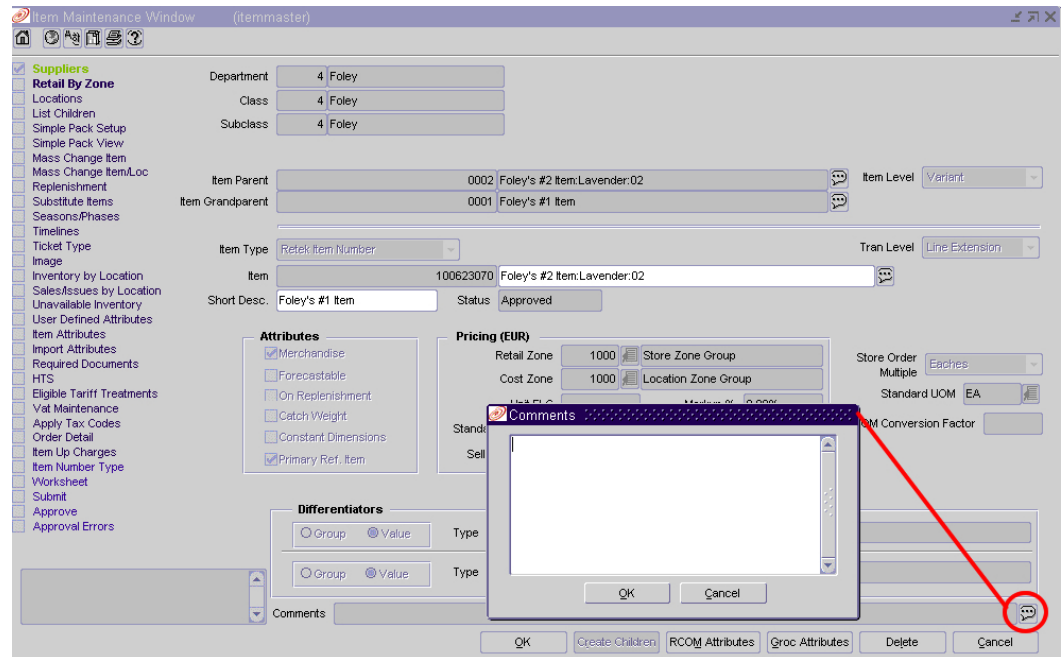 Item Maintenance Window (itemmaster)
Suppliers
Retail By Zone
Locations
List Children
Simple Pack Setup
Simple Pack View
Mass Change Item
Mass Change Item/Loc
Replenishment
Substitute Items
Seasons/Phases
Timelines
Ticket Type
Image
Inventory by Location
Sales/Issues by Location
Unavailable Inventory
User Defined Attributes
Item Attributes
Import Attributes
Required Documents
HTS
Eligible Tariff Treatments
Vat Maintenance
Apply Tax Codes
Order Detail
Item Up Charges
Item Number Type
Worksheet
Submit
Approve
Approval Errors
Department 4 Foley
Class 4 Foley
Subclass 4 Foley
Item Parent 0002 Foley's #2 Item:Lavender:02 Item Level Variant
Item Grandparent 0001 Foley's #1 Item
Item Type Retek Item Number Tran Level Line Extension
Item 100623070 Foley's #2 Item:Lavender:02
Short Desc. Foley's #1 Item Status Approved
Attributes
Merchandise
Forecastable
On Replenishment
Catch Weight
Constant Dimensions
Primary Ref. Item
Pricing (EUR)
Retail Zone 1000 Store Zone Group
Cost Zone 1000 Location Zone Group
Store Order Multiple Eaches
Standard UOM EA
OM Conversion Factor
Sell
Comments
OK Cancel
Differentiators
Group Value Type
Group Value Type
Comments
OK Create Children RCOM Attributes Groc Attributes Delete Cancel